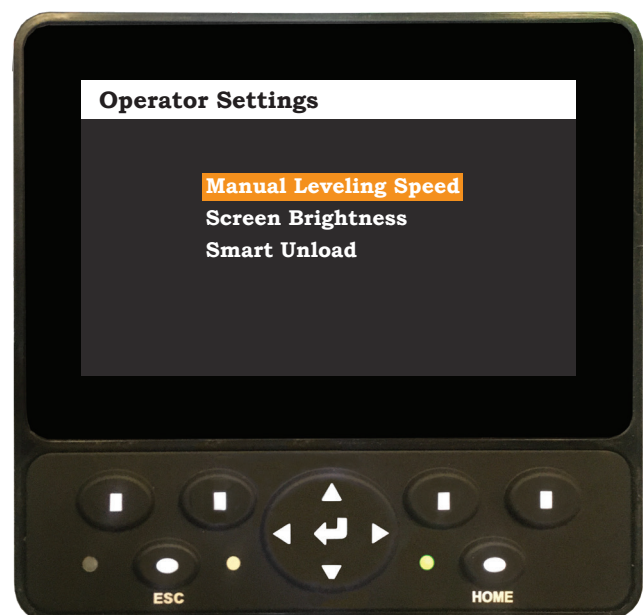 Operator Settings
Manual Leveling Speed
Screen Brightness
Smart Unload
ESC
HOME